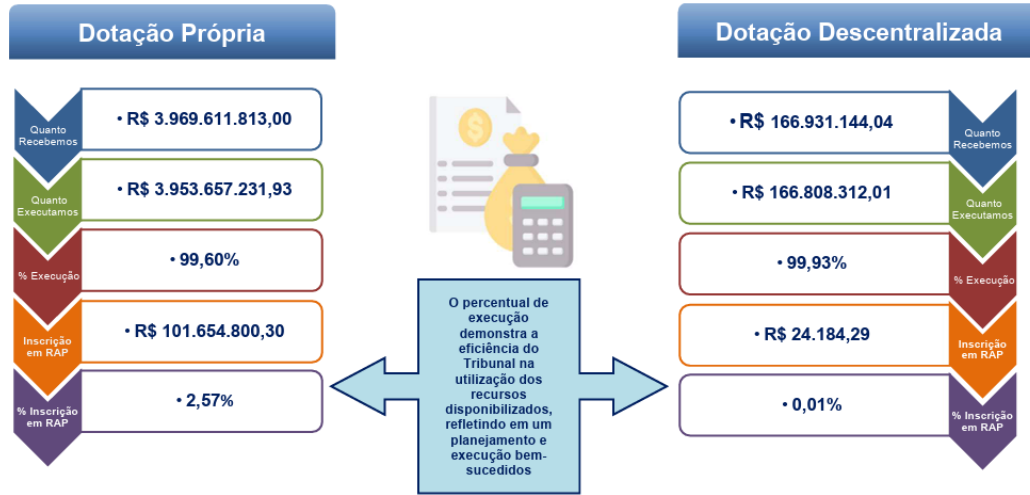 Dotação Própria
Quanto
Recebemos
• R$ 3.969.611.813,00
Quanto
Executamos
• R$ 3.953.657.231,93
% Execução
• 99,60%
Inscrição
em RAP
• R$ 101.654.800,30
% Inscrição
em RAP
• 2,57%
$
O percentual de
execução
demonstra a
eficiência do
Tribunal na
utilização dos
recursos
disponibilizados,
refletindo em um
planejamento e
execução bem-
sucedidos
Dotação Descentralizada
• R$ 166.931.144,04
Quanto
Recebemos
• R$ 166.808.312,01
Quanto
Executamos
• 99,93%
% Execução
• R$ 24.184,29
Inscrição
em RAP
• 0,01%
% Inscrição
em RAP